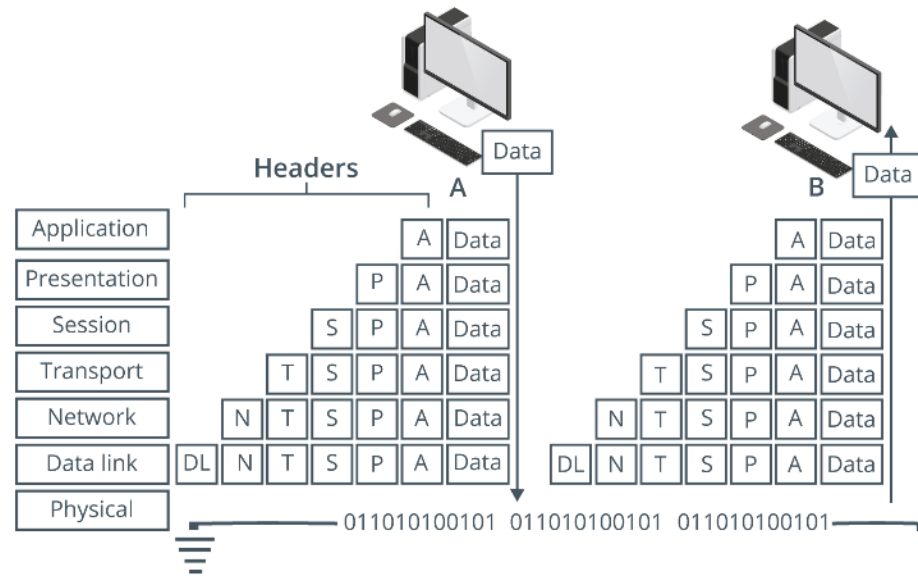 Data
Headers
A
B
Data
Application A Data A Data
Presentation P A Data P A Data
Session S P A Data S P A Data
Transport T S P A Data T S P A Data
Network N T S P A Data N T S P A Data
Data link DL N T S P A Data DL N T S P A Data
Physical
011010100101 011010100101 011010100101